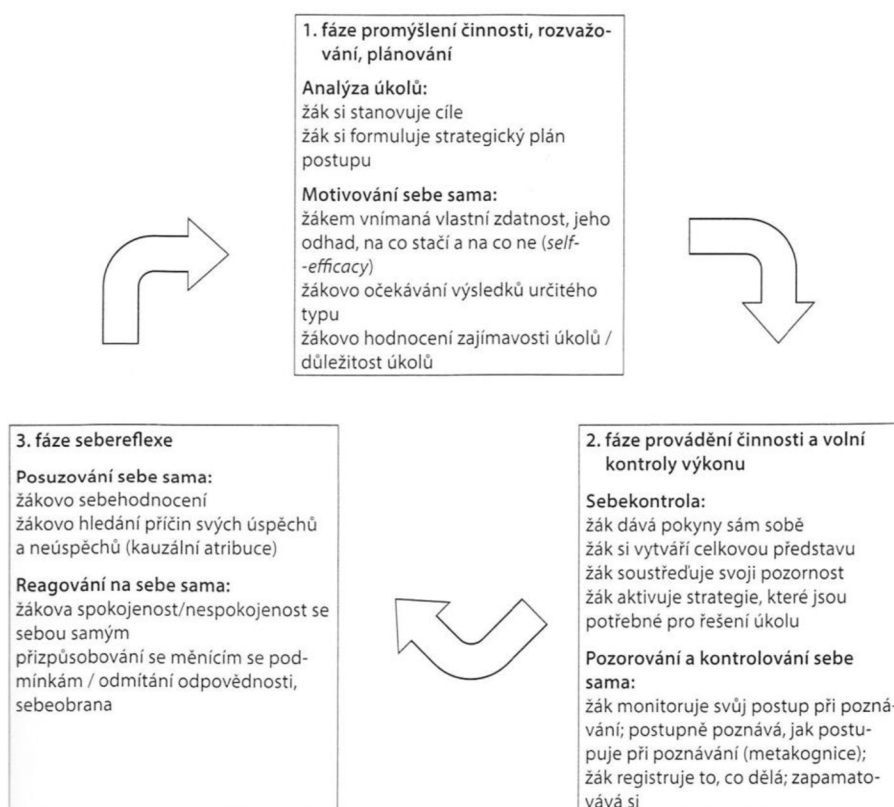 1. fáze promýšlení činnosti, rozvažo-
vání, plánování
Analýza úkolů:
žák si stanovuje cíle
žák si formuluje strategický plán
postupu
Motivování sebe sama:
žákem vnímaná vlastní zdatnost, jeho
odhad, na co stačí a na co ne (self-
-efficacy)
žákovo očekávání výsledků určitého
typu
žákovo hodnocení zajímavosti úkolů /
důležitost úkolů
2. fáze provádění činnosti a volní
kontroly výkonu
Sebekontrola:
žák dává pokyny sám sobě
žák si vytváří celkovou představu
žák soustřeďuje svoji pozornost
žák aktivuje strategie, které jsou
potřebné pro řešení úkolu
Pozorování a kontrolování sebe
sama:
žák monitoruje svůj postup při pozná-
vání; postupně poznává, jak postu-
puje při poznávání (metakognice);
žák registruje to, co dělá; zapamato-
vává si
3. fáze sebereflexe
Posuzování sebe sama:
žákovo sebehodnocení
žákovo hledání příčin svých úspěchů
a neúspěchů (kauzální atribuce)
Reagování na sebe sama:
žákova spokojenost/nespokojenost se
sebou samým
přizpůsobování se měnícím se pod-
mínkám / odmítání odpovědnosti,
sebeobrana